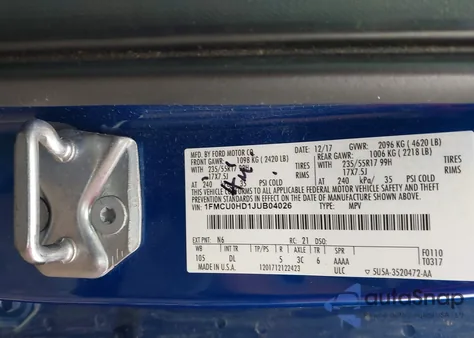 MFD. BY FORD MOTOR CO.
12/17 GVWR: 2096 KG ( 4620 LB)
FRONT GAWR: 1098 KG ( 2420 LB) REAR GAWR: 1006 KG ( 2218 LB)
WITH 235/55R17 99H TIRES WITH 235/55R17 99H TIRES
17X7.5J RIMS 17X7.5J RIMS
AT 240 kPa/ 35 PSI COLD AT 240 kPa/ 35 PSI COLD
THIS VEHICLE CONFORMS TO ALL APPLICABLE FEDERAL MOTOR VEHICLE SAFETY AND THEFT
PREVENTION STANDARDS IN EFFECT ON THE DATE OF MANUFACTURE SHOWN ABOVE.
VIN: 1FMCU0HD1JUB04026 TYPE: MPV
EXT PNT: N6 RC: 21 DSO:
WB INT TR TP/PS R AXLE TR SPR F0110
105 DL 5 3C 6 AAAA T0317
MADE IN U.S.A. 1201712122423 ULC 5U5A-3520472-AA
autoSnap